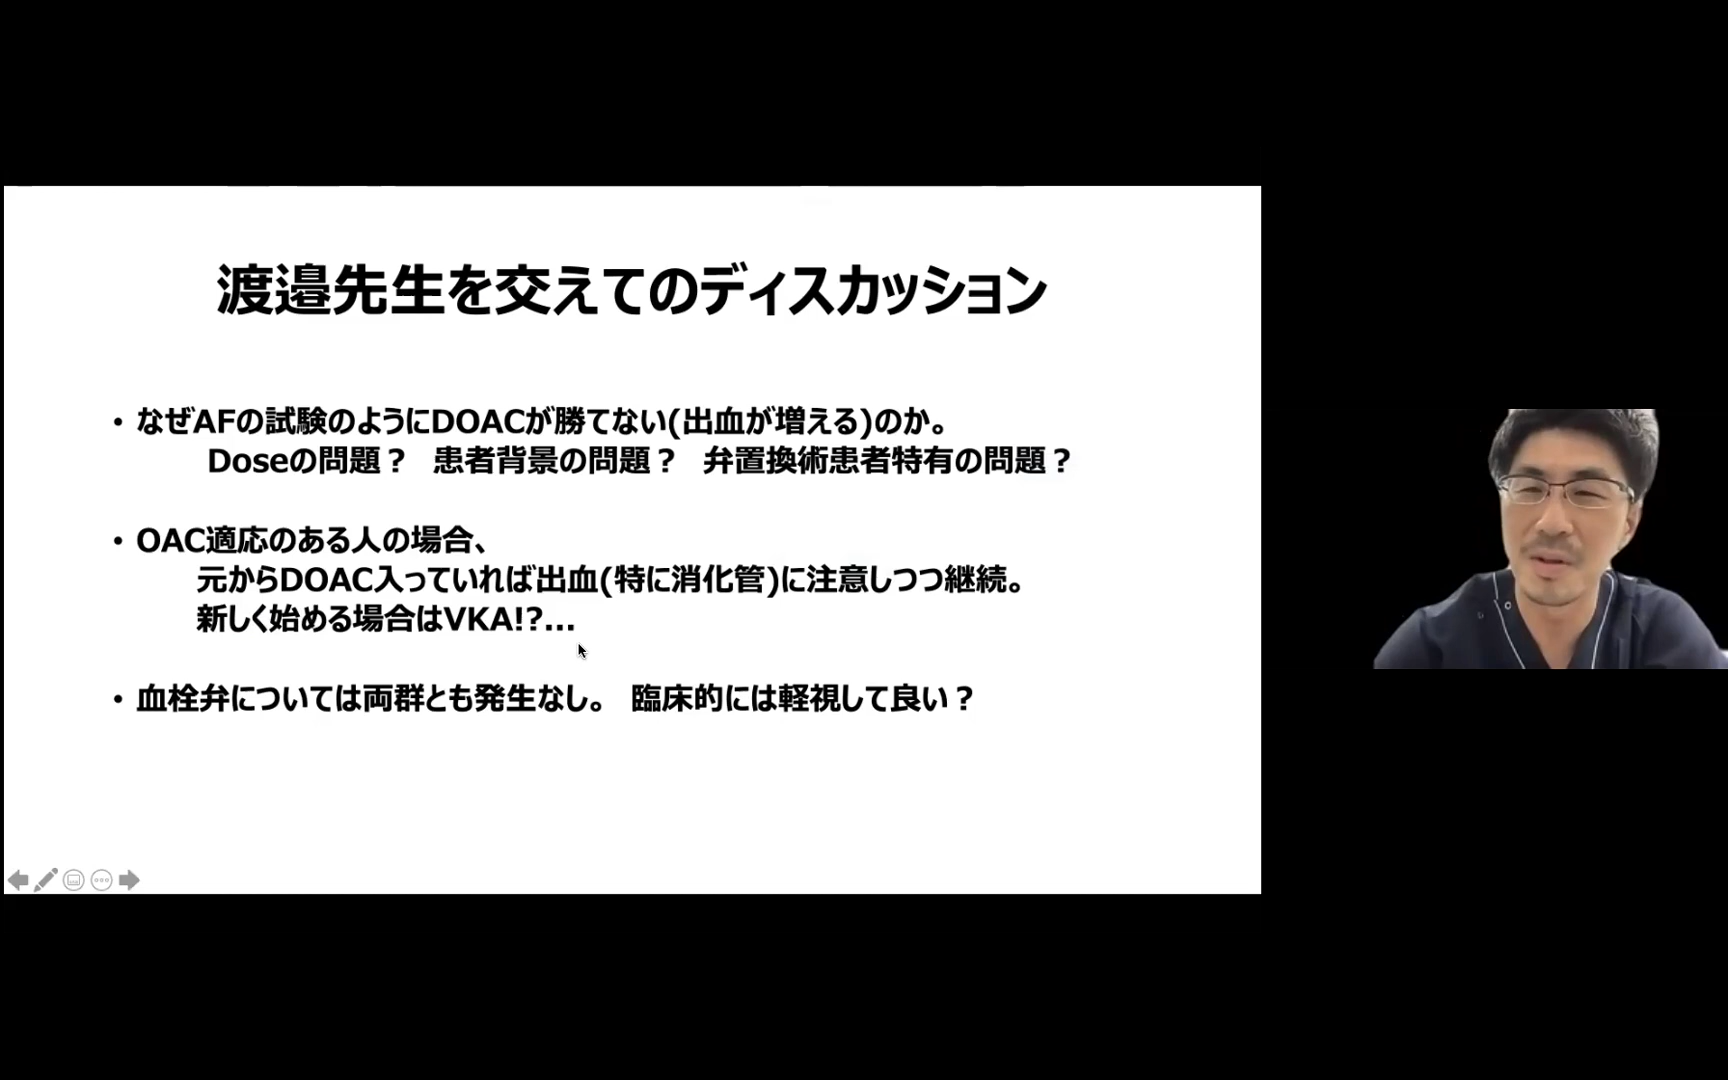 渡邉先生を交えてのディスカッション
• なぜAFの試験のようにDOACが勝てない(出血が増える)のか。
Doseの問題？ 患者背景の問題？ 弁置換術患者特有の問題？
• OAC適応のある人の場合、
元からDOAC入っていれば出血(特に消化管)に注意しつつ継続。
新しく始める場合はVKA!?...
• 血栓弁については両群とも発生なし。 臨床的には軽視して良い？